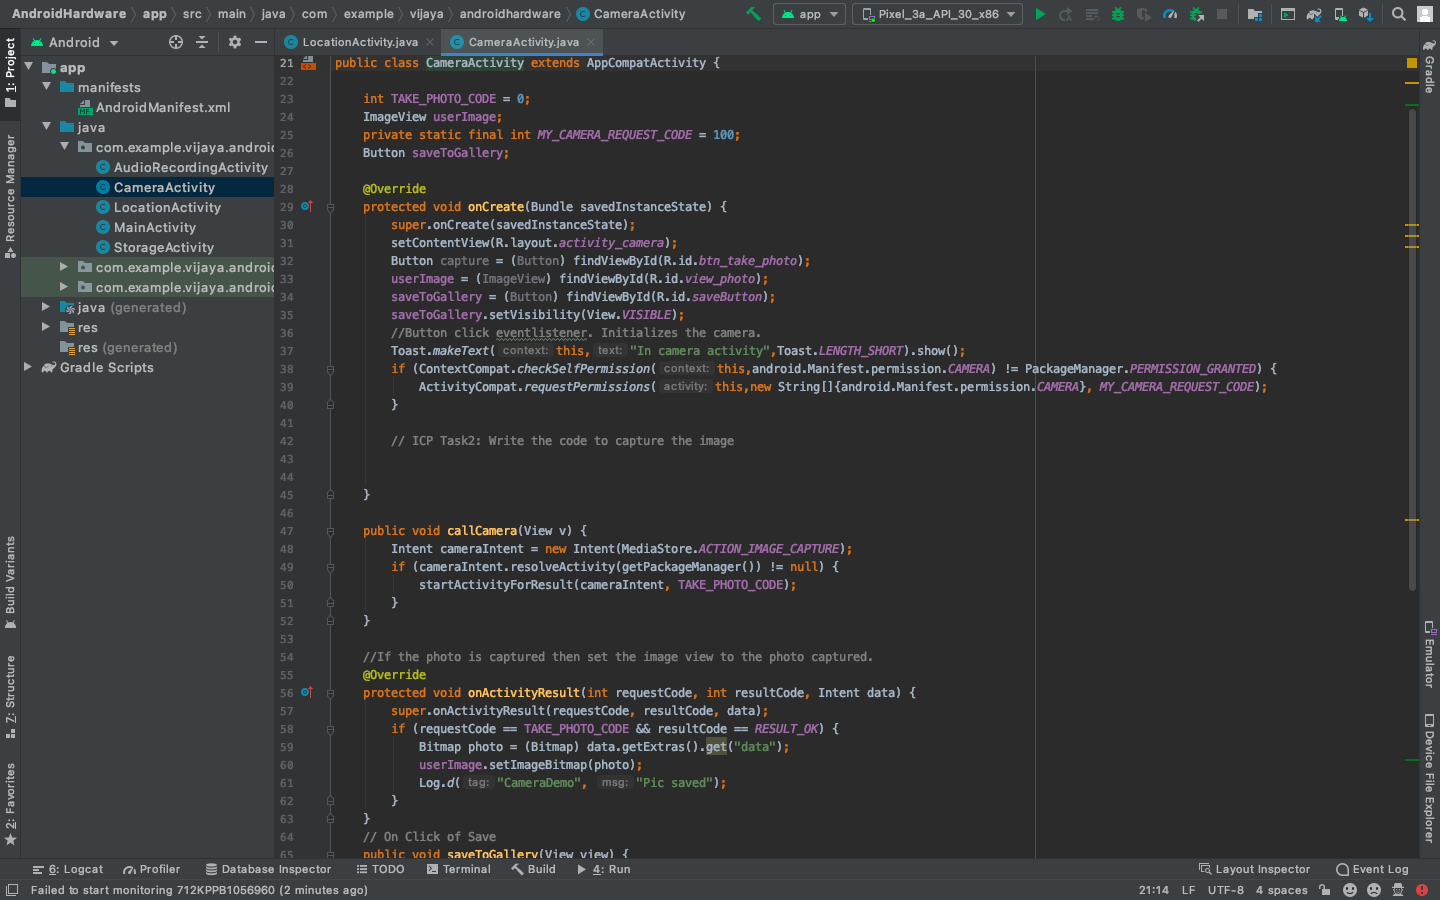 AndroidHardware app src main java com example vijaya androidhardware CameraActivity app Pixel_3a_API_30_x86
Android LocationActivity.java CameraActivity.java
1: Project
Resource Manager
Build Variants
Z: Structure
2: Favorites
app
manifests
AndroidManifest.xml
java
com.example.vijaya.android
AudioRecordingActivity
CameraActivity
LocationActivity
MainActivity
StorageActivity
com.example.vijaya.android
com.example.vijaya.android
java (generated)
res
res (generated)
Gradle Scripts
21 public class CameraActivity extends AppCompatActivity {
22
23 int TAKE_PHOTO_CODE = 0;
24 ImageView userImage;
25 private static final int MY_CAMERA_REQUEST_CODE = 100;
26 Button saveToGallery;
27
28 @Override
29 protected void onCreate(Bundle savedInstanceState) {
30 super.onCreate(savedInstanceState);
31 setContentView(R.layout.activity_camera);
32 Button capture = (Button) findViewById(R.id.btn_take_photo);
33 userImage = (ImageView) findViewById(R.id.view_photo);
34 saveToGallery = (Button) findViewById(R.id.saveButton);
35 saveToGallery.setVisibility(View.VISIBLE);
36 //Button click eventlistener. Initializes the camera.
37 Toast.makeText( context: this, text: "In camera activity",Toast.LENGTH_SHORT).show();
38 if (ContextCompat.checkSelfPermission( context: this,android.Manifest.permission.CAMERA) != PackageManager.PERMISSION_GRANTED) {
39 ActivityCompat.requestPermissions( activity: this,new String[]{android.Manifest.permission.CAMERA}, MY_CAMERA_REQUEST_CODE);
40 }
41
42 // ICP Task2: Write the code to capture the image
43
44
45 }
46
47 public void callCamera(View v) {
48 Intent cameraIntent = new Intent(MediaStore.ACTION_IMAGE_CAPTURE);
49 if (cameraIntent.resolveActivity(getPackageManager()) != null) {
50 startActivityForResult(cameraIntent, TAKE_PHOTO_CODE);
51 }
52 }
53
54 //If the photo is captured then set the image view to the photo captured.
55 @Override
56 protected void onActivityResult(int requestCode, int resultCode, Intent data) {
57 super.onActivityResult(requestCode, resultCode, data);
58 if (requestCode == TAKE_PHOTO_CODE && resultCode == RESULT_OK) {
59 Bitmap photo = (Bitmap) data.getExtras().get("data");
60 userImage.setImageBitmap(photo);
61 Log.d( tag: "CameraDemo", msg: "Pic saved");
62 }
63 }
64 // On Click of Save
65 public void saveToGallery(View view) {
Gradle
Emulator
Device File Explorer
6: Logcat Profiler Database Inspector TODO Terminal Build 4: Run Layout Inspector Event Log
Failed to start monitoring 712KPPB1056960 (2 minutes ago) 21:14 LF UTF-8 4 spaces